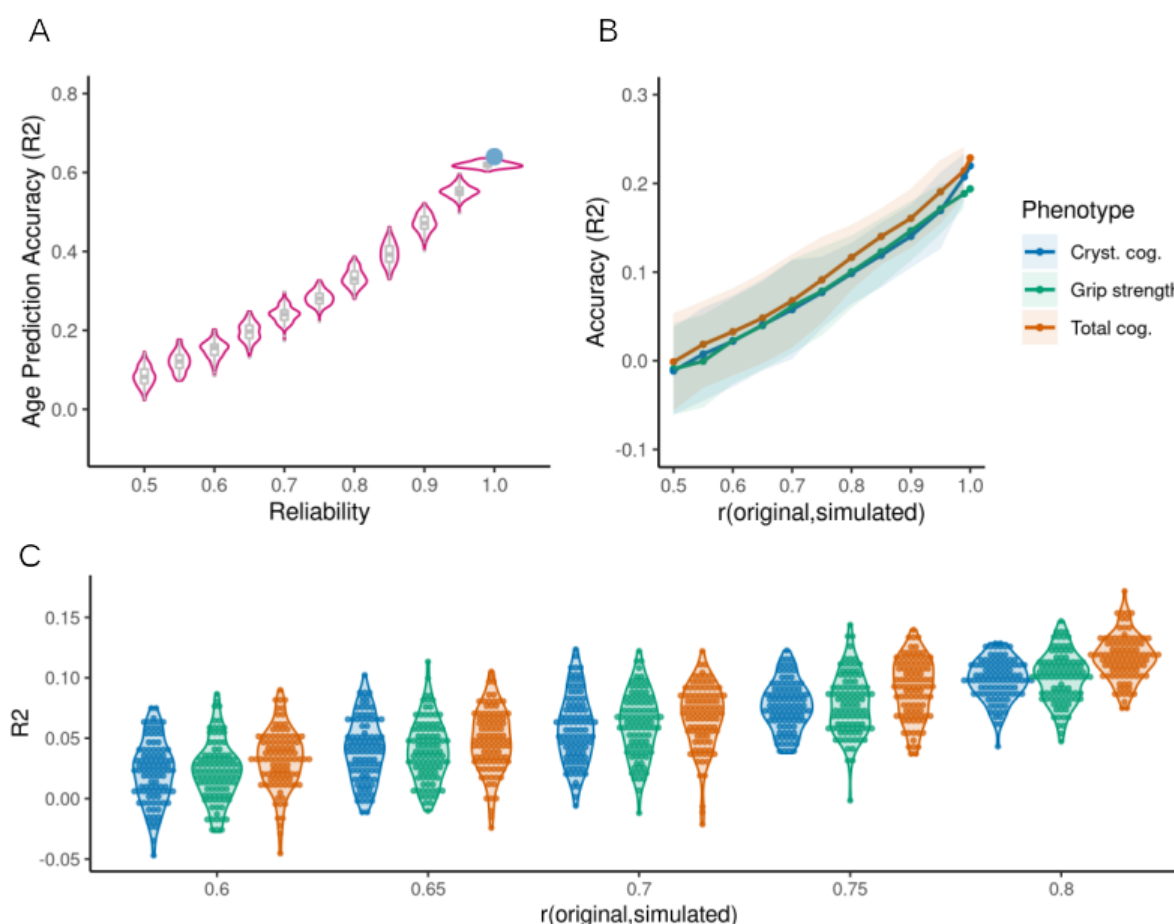 A
Age Prediction Accuracy (R2)
0.8
0.6
0.4
0.2
0.0
0.5 0.6 0.7 0.8 0.9 1.0
Reliability
B
Accuracy (R2)
0.3
0.2
0.1
0.0
-0.1
0.5 0.6 0.7 0.8 0.9 1.0
r(original,simulated)
Phenotype
Cryst. cog.
Grip strength
Total cog.
C
R2
0.15
0.10
0.05
0.00
-0.05
0.6 0.65 0.7 0.75 0.8
r(original,simulated)